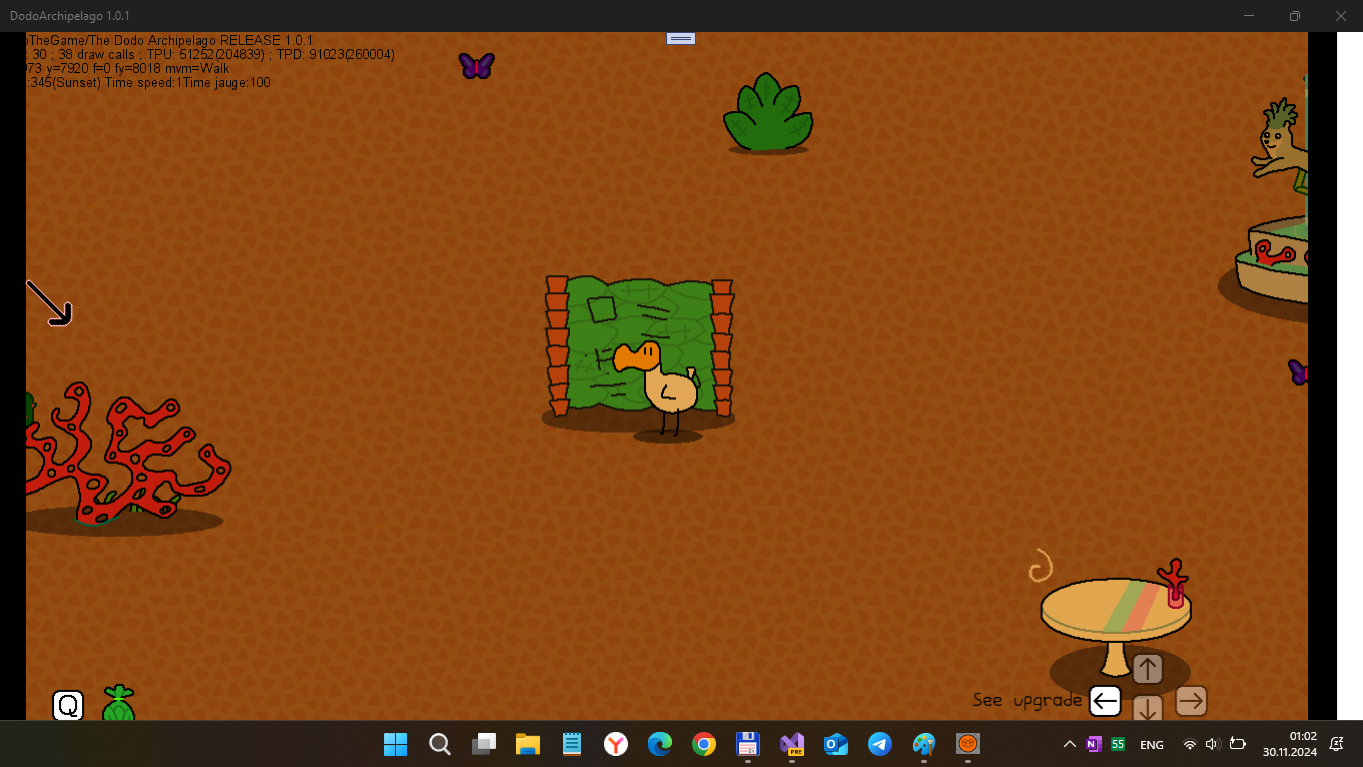 DodoArchipelago 1.0.1
TheGame/The Dodo Archipelago RELEASE 1.0.1
: 30 ; 38 draw calls ; TPU: 51252(204839) ; TPD: 91023(260004)
73 y=7920 f=0 fy=8018 mvm=Walk
:345(Sunset) Time speed:1Time jauge:100
Q
See upgrade
PRE
55
ENG
01:02
30.11.2024